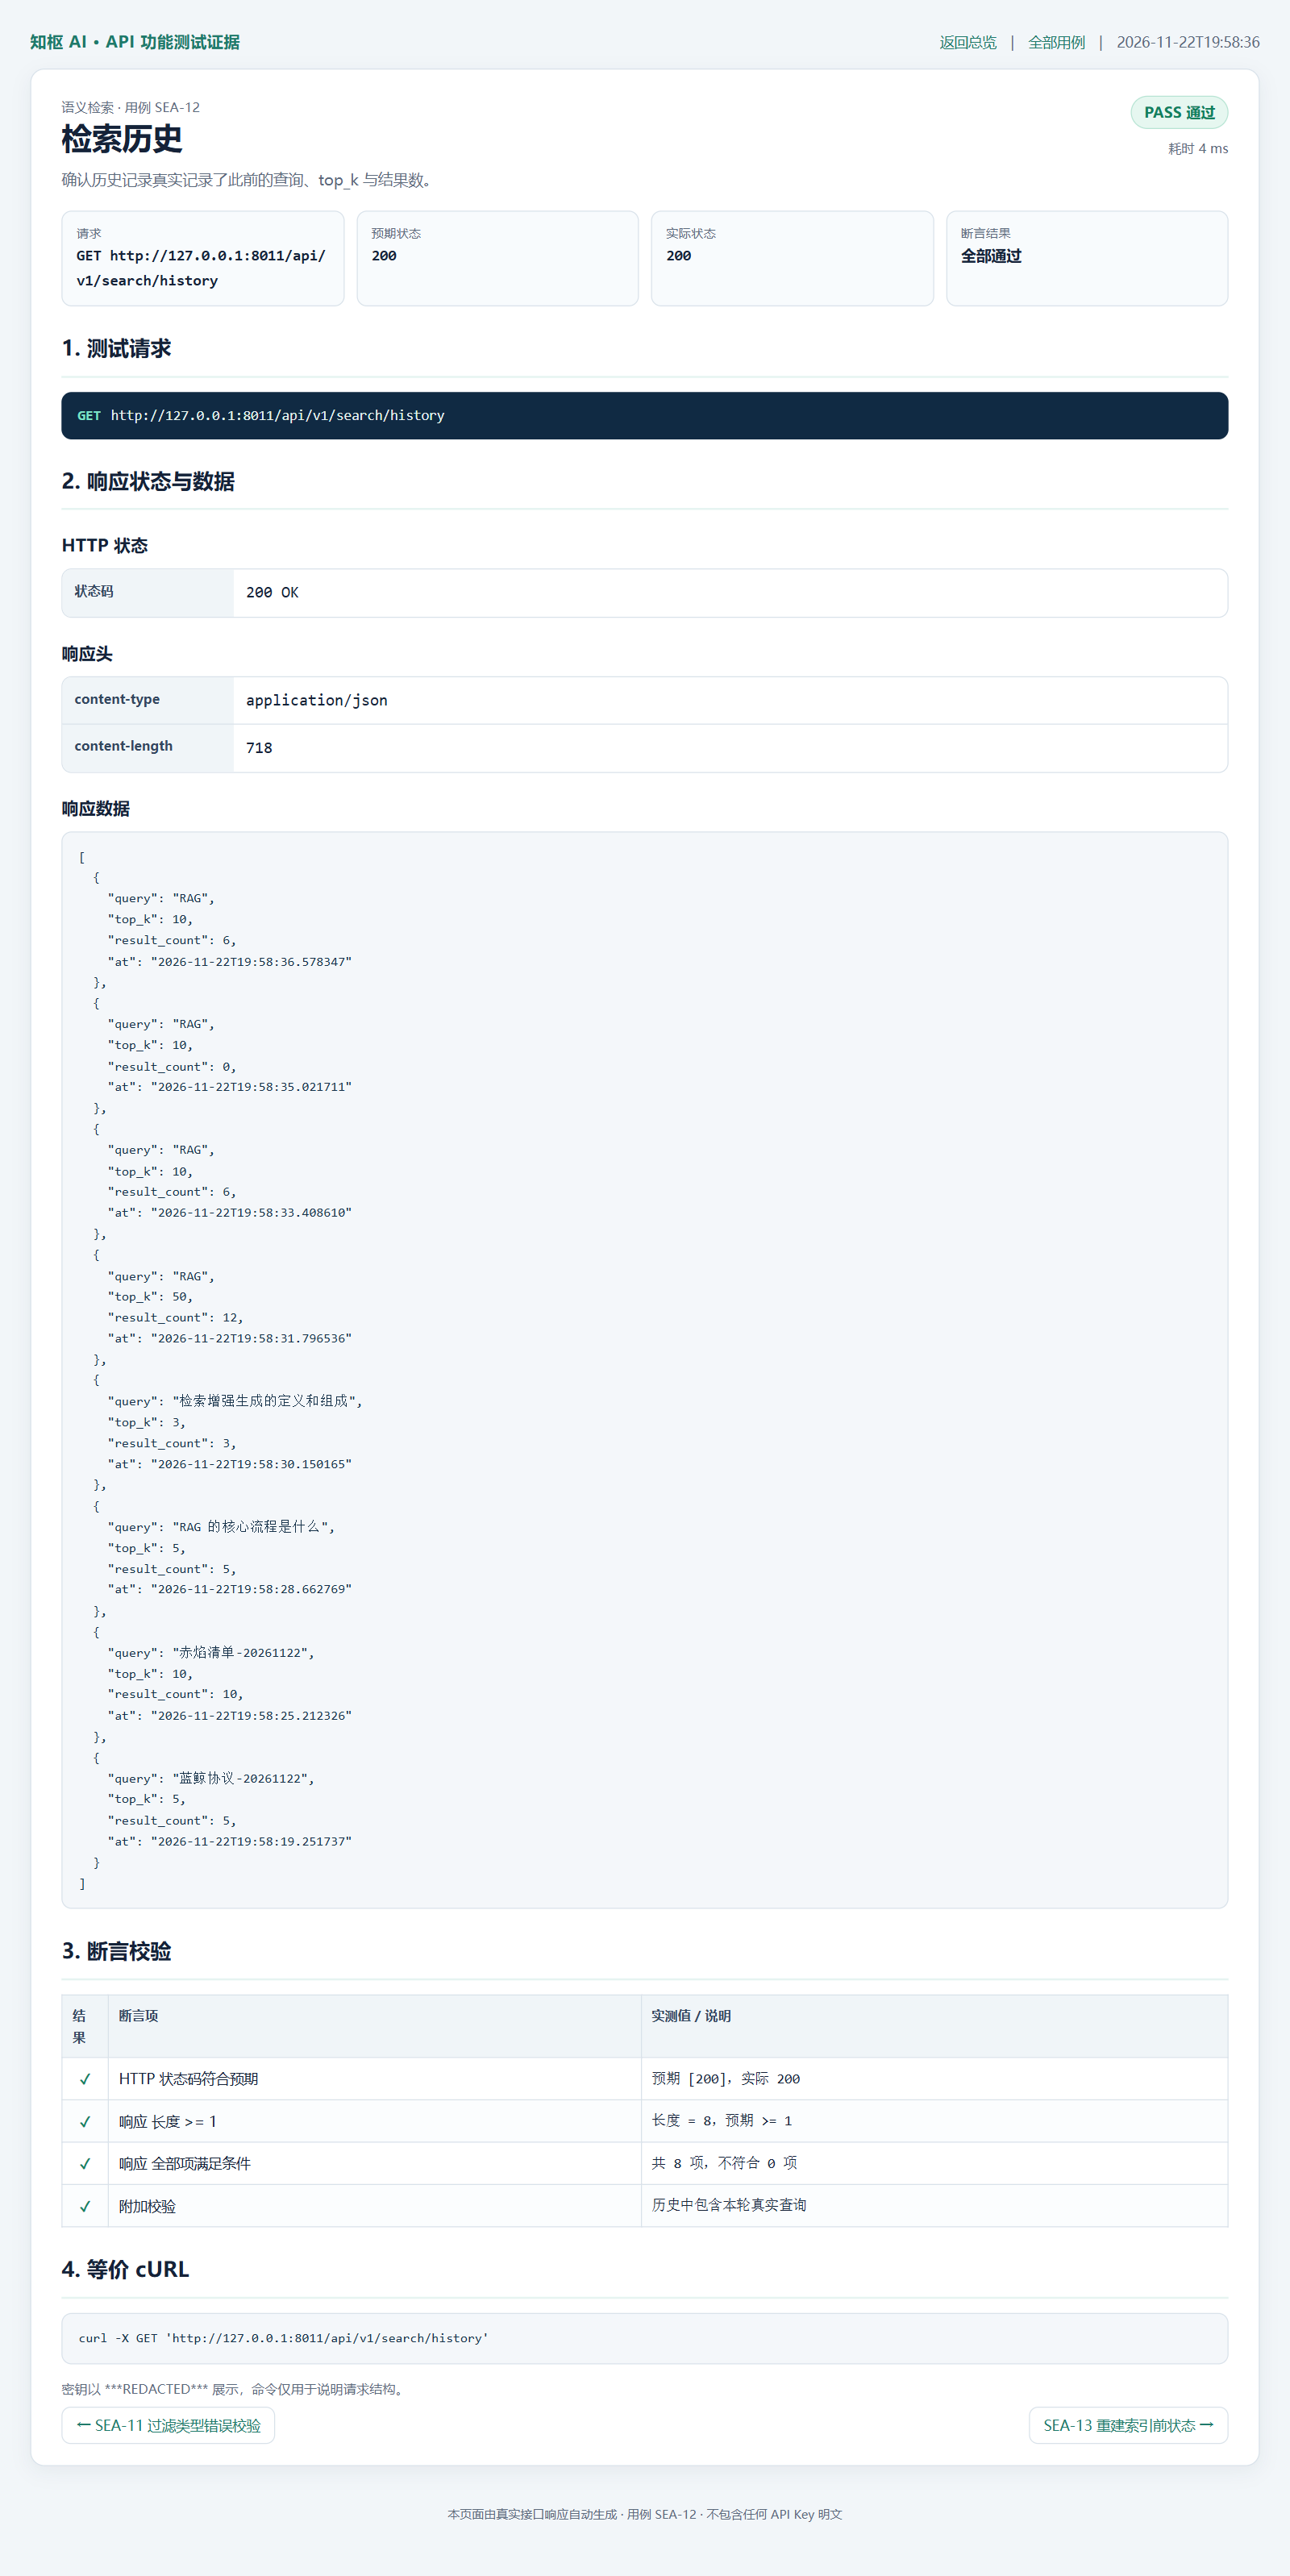 知枢 AI • API 功能测试证据
返回总览 | 全部用例 | 2026-11-22T19:58:36
语义检索 · 用例 SEA-12
检索历史
确认历史记录真实记录了此前的查询、top_k 与结果数。
PASS 通过
耗时 4 ms
请求
GET http://127.0.0.1:8011/api/
v1/search/history
预期状态
200
实际状态
200
断言结果
全部通过
1. 测试请求
GET http://127.0.0.1:8011/api/v1/search/history
2. 响应状态与数据
HTTP 状态
状态码 200 OK
响应头
content-type application/json
content-length 718
响应数据
[
{
"query": "RAG",
"top_k": 10,
"result_count": 6,
"at": "2026-11-22T19:58:36.578347"
},
{
"query": "RAG",
"top_k": 10,
"result_count": 0,
"at": "2026-11-22T19:58:35.021711"
},
{
"query": "RAG",
"top_k": 10,
"result_count": 6,
"at": "2026-11-22T19:58:33.408610"
},
{
"query": "RAG",
"top_k": 50,
"result_count": 12,
"at": "2026-11-22T19:58:31.796536"
},
{
"query": "检索增强生成的定义和组成",
"top_k": 3,
"result_count": 3,
"at": "2026-11-22T19:58:30.150165"
},
{
"query": "RAG 的核心流程是什么",
"top_k": 5,
"result_count": 5,
"at": "2026-11-22T19:58:28.662769"
},
{
"query": "赤焰清单-20261122",
"top_k": 10,
"result_count": 10,
"at": "2026-11-22T19:58:25.212326"
},
{
"query": "蓝鲸协议-20261122",
"top_k": 5,
"result_count": 5,
"at": "2026-11-22T19:58:19.251737"
}
]
3. 断言校验
结果 断言项 实测值 / 说明
✓ HTTP 状态码符合预期 预期 [200]，实际 200
✓ 响应 长度 >= 1 长度 = 8，预期 >= 1
✓ 响应 全部项满足条件 共 8 项，不符合 0 项
✓ 附加校验 历史中包含本轮真实查询
4. 等价 cURL
curl -X GET 'http://127.0.0.1:8011/api/v1/search/history'
密钥以 ***REDACTED*** 展示，命令仅用于说明请求结构。
← SEA-11 过滤类型错误校验
SEA-13 重建索引前状态 →
本页面由真实接口响应自动生成 · 用例 SEA-12 · 不包含任何 API Key 明文